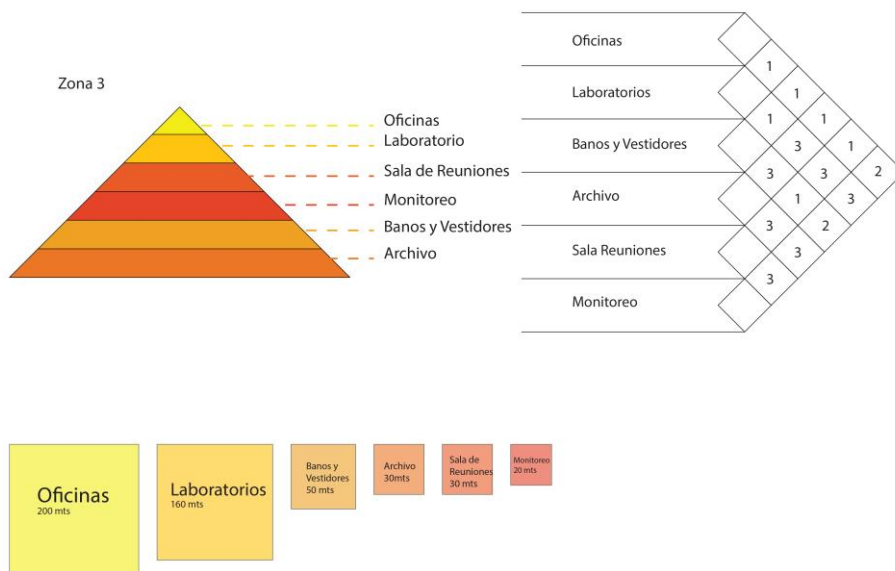 Zona 3
Oficinas
Laboratorio
Sala de Reuniones
Monitoreo
Banos y Vestidores
Archivo
Oficinas
Laboratorios
Banos y Vestidores
Archivo
Sala Reuniones
Monitoreo
1
1
1 1
3 1
3 3 2
1 3
3 2
3
3
Oficinas
200 mts
Laboratorios
160 mts
Banos y
Vestidores
50 mts
Archivo
30mts
Sala de
Reuniones
30 mts
Monitoreo
20 mts